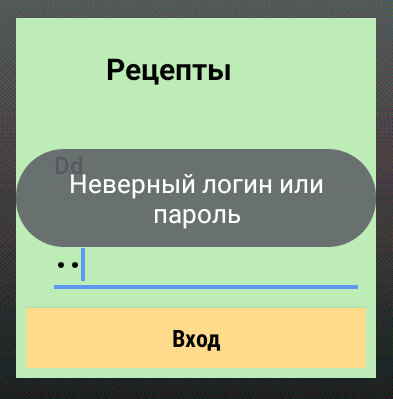 Рецепты
Dd
Неверный логин или
пароль
••
Вход